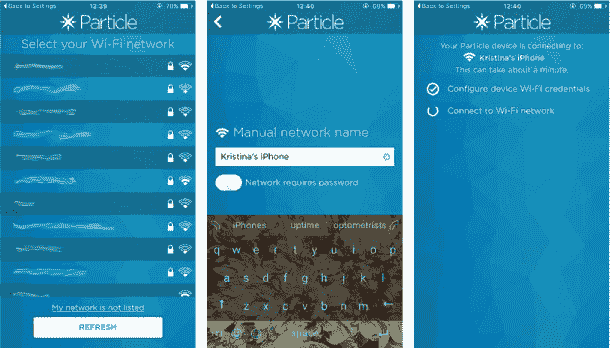 Back to Settings
12:39
70%
Particle
Select your Wi-Fi network
My network is not listed
REFRESH
Back to Settings
12:40
69%
Particle
Manual network name
Kristina's iPhone
Network requires password
iPhones uptime optometrists
q w e r t y u i o p
a s d f g h j k l
z x c v b n m
Back to Settings
12:40
69%
Particle
Your Particle device is connecting to:
Kristina's iPhone
This can take about a minute.
Configure device Wi-Fi credentials
Connect to Wi-Fi network